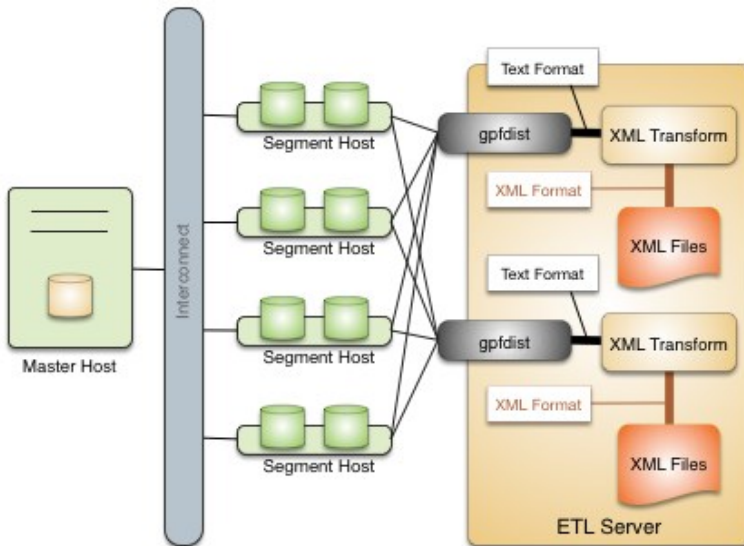 Text Format
gpfdist
XML Transform
Segment Host
XML Format
XML Files
Segment Host
Interconnect
Text Format
Segment Host
gpfdist
XML Transform
Master Host
XML Format
Segment Host
XML Files
ETL Server